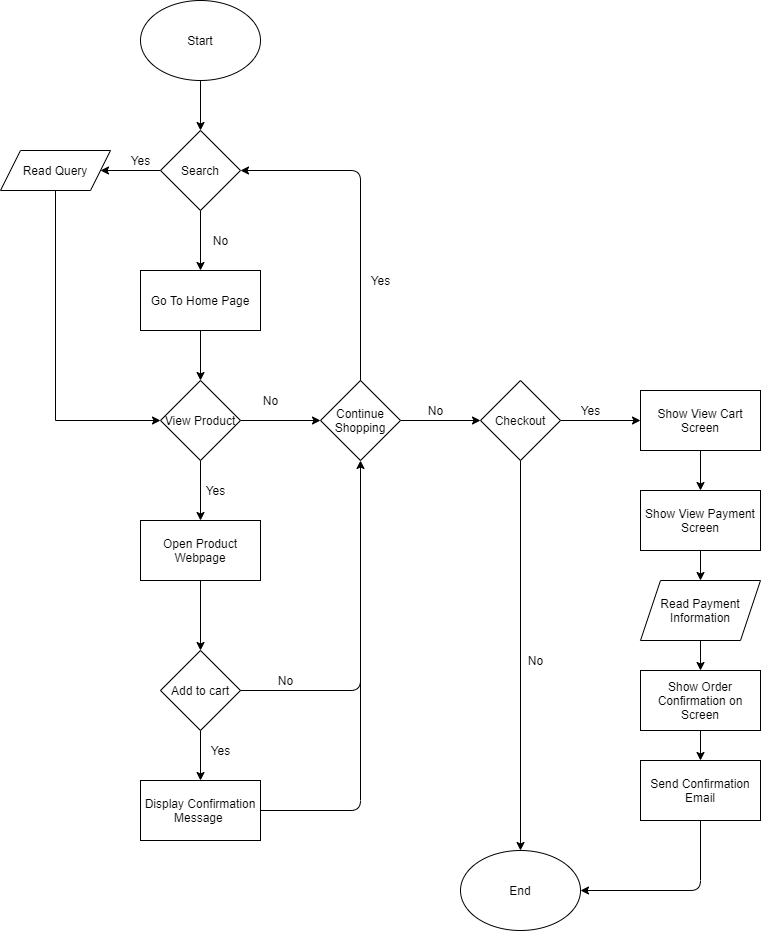 Start
Yes
Read Query
Search
No
Yes
Go To Home Page
View Product
No
Continue
Shopping
No
Checkout
Yes
Show View Cart
Screen
Yes
Open Product
Webpage
Show View Payment
Screen
Read Payment
Information
No
Add to cart
No
Show Order
Confirmation on
Screen
Yes
Display Confirmation
Message
Send Confirmation
Email
End